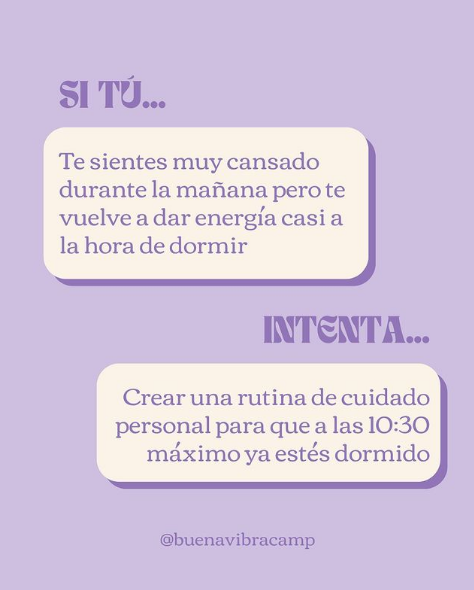 SI TÚ...
Te sientes muy cansado
durante la mañana pero te
vuelve a dar energía casi a
la hora de dormir
INTENTA...
Crear una rutina de cuidado
personal para que a las 10:30
máximo ya estés dormido
@buenavibracamp